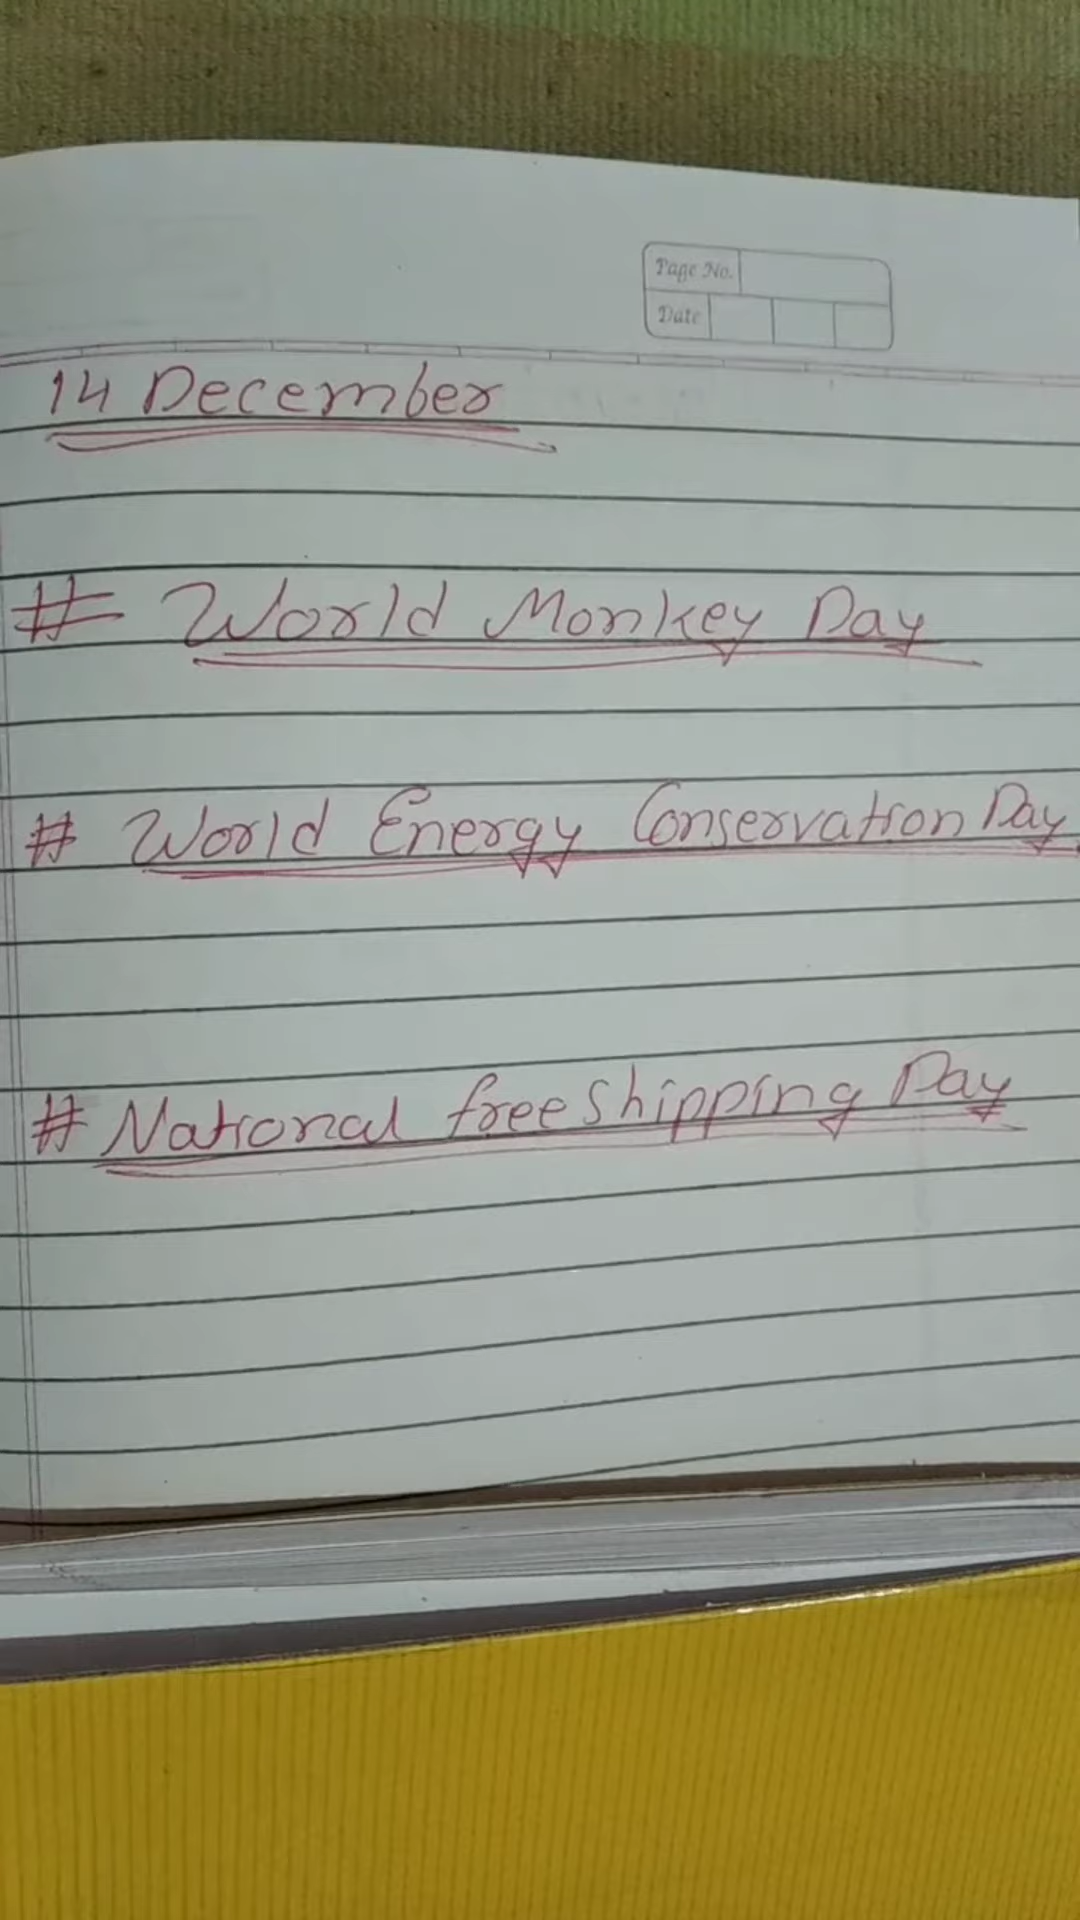 Page No.
Date
14 December
# World Monkey Day
# World Energy Conservation Day
# National free shipping Day